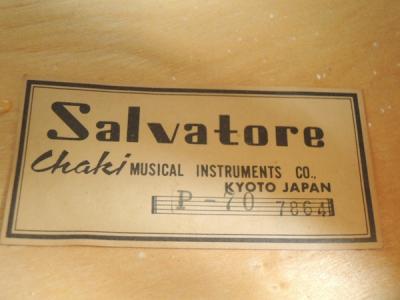 Salvatore
Chaki MUSICAL INSTRUMENTS CO.,
KYOTO JAPAN
P-70 7864